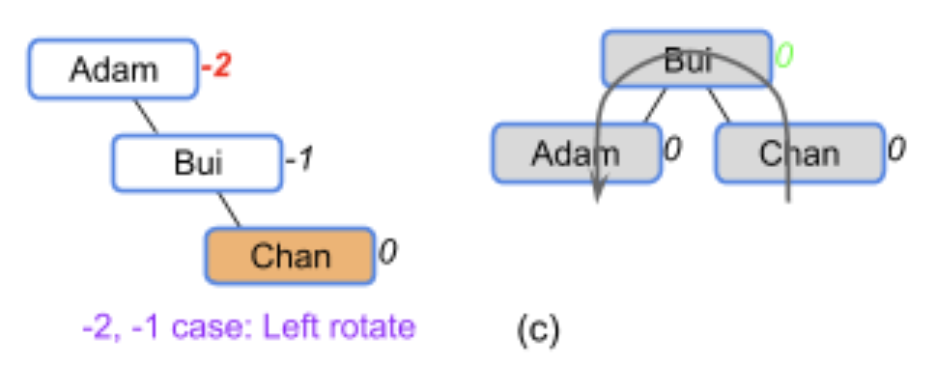 Adam -2
Bui -1
Chan 0
-2, -1 case: Left rotate
Bui 0
Adam 0 Chan 0
(c)